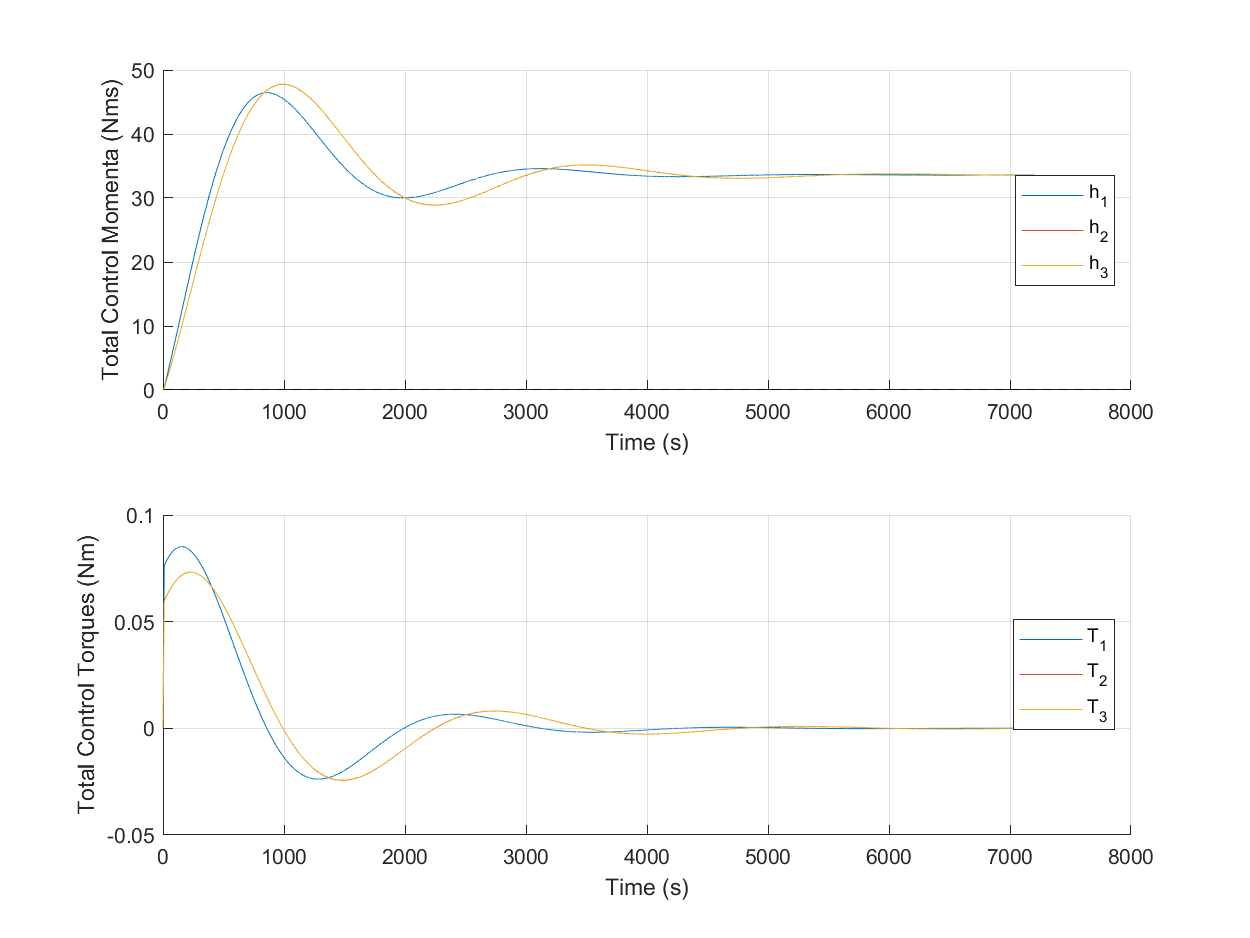 Total Control Momenta (Nms)
50
40
30
20
10
0
0 1000 2000 3000 4000 5000 6000 7000 8000
Time (s)
h1
h2
h3
Total Control Torques (Nm)
0.1
0.05
0
-0.05
0 1000 2000 3000 4000 5000 6000 7000 8000
Time (s)
T1
T2
T3